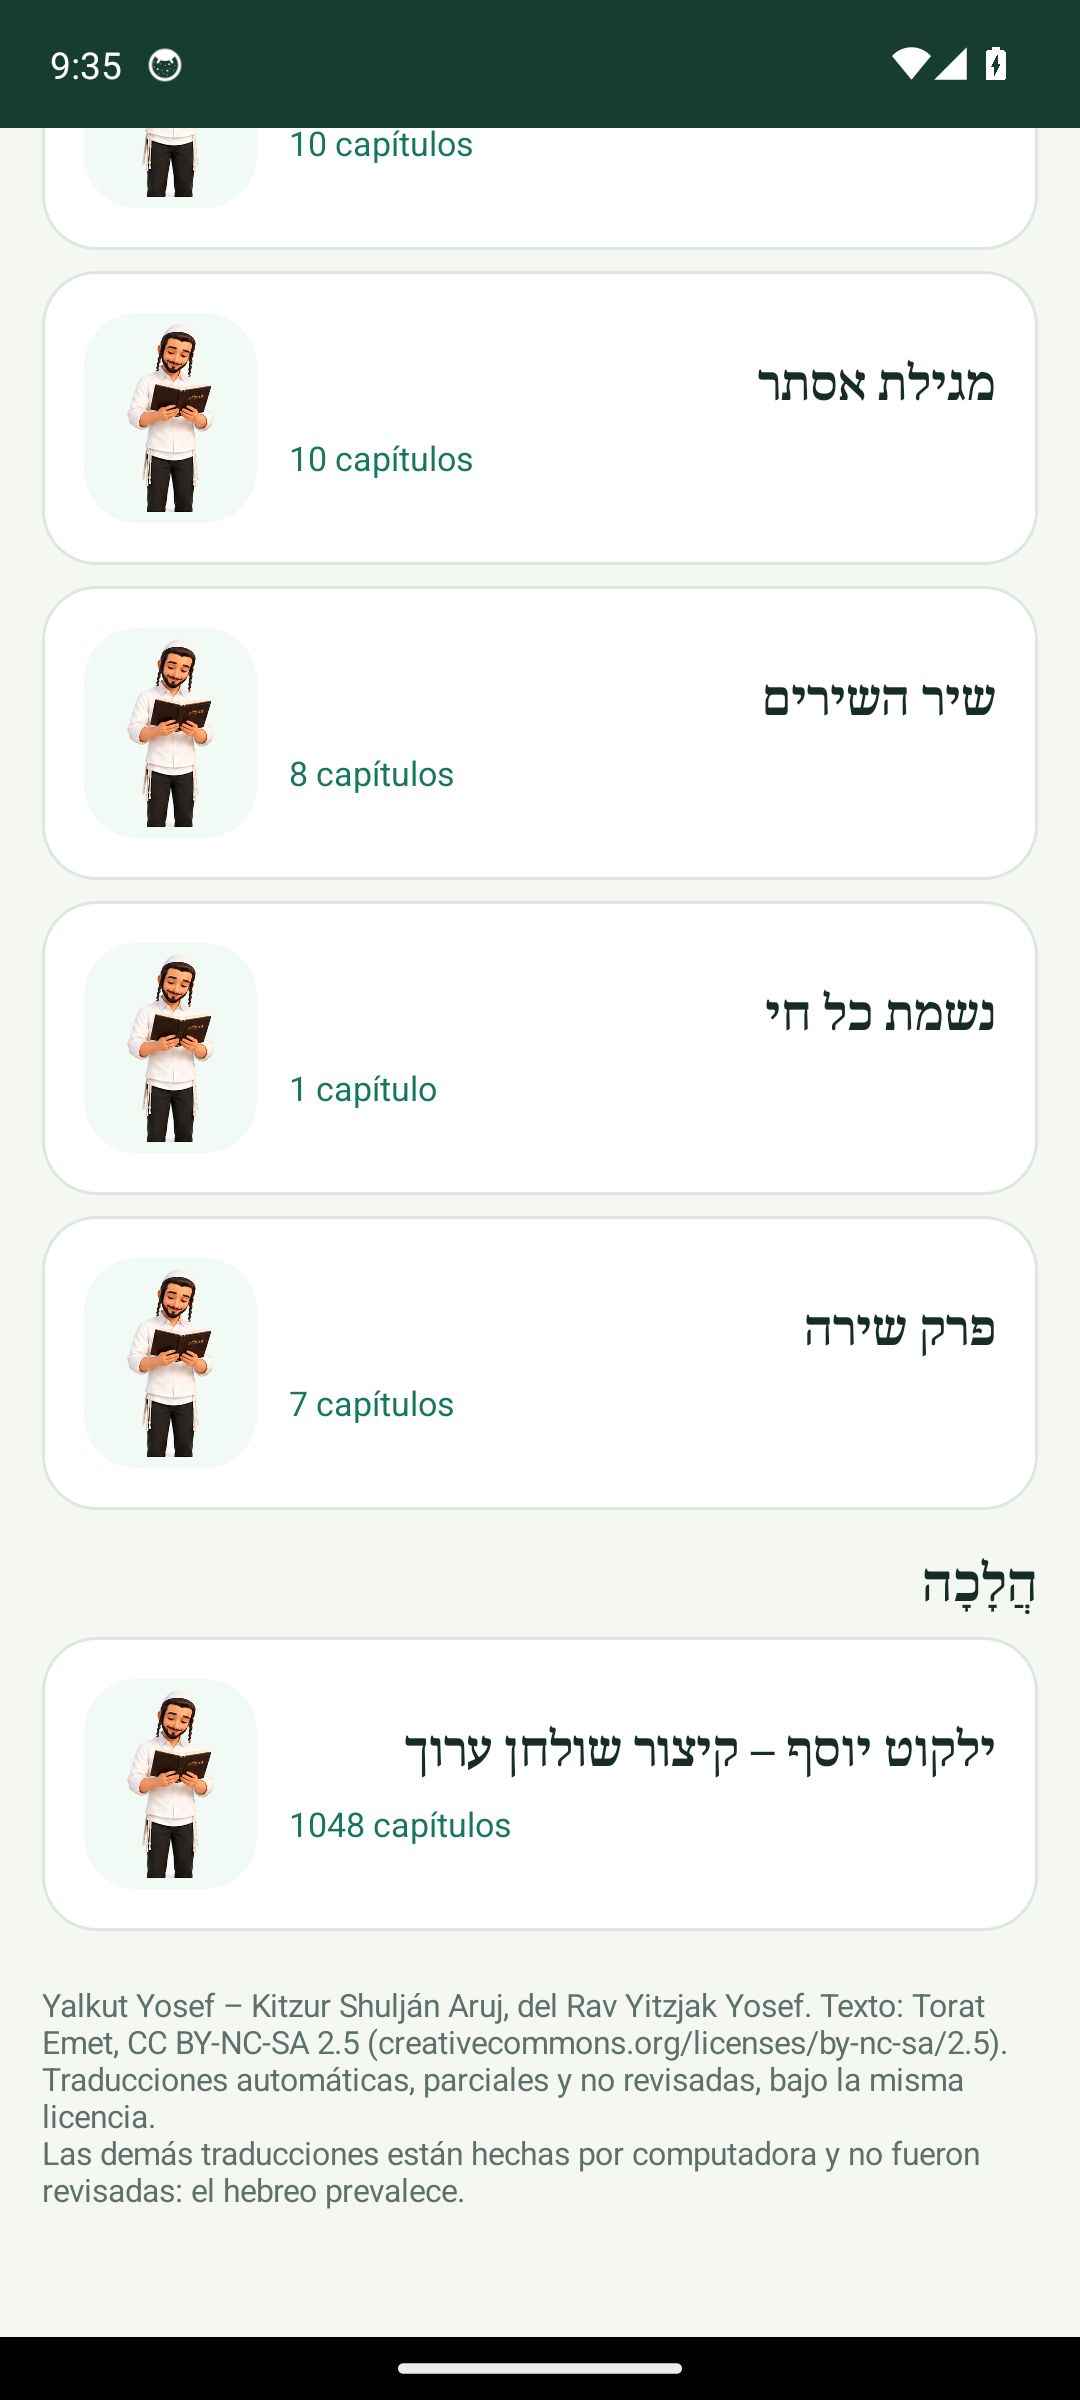 9:35
10 capítulos
מגילת אסתר
10 capítulos
שיר השירים
8 capítulos
נשמת כל חי
1 capítulo
פרק שירה
7 capítulos
הֲלָכָה
ילקוט יוסף – קיצור שולחן ערוך
1048 capítulos
Yalkut Yosef – Kitzur Shulján Aruj, del Rav Yitzjak Yosef. Texto: Torat
Emet, CC BY-NC-SA 2.5 (creativecommons.org/licenses/by-nc-sa/2.5).
Traducciones automáticas, parciales y no revisadas, bajo la misma
licencia.
Las demás traducciones están hechas por computadora y no fueron
revisadas: el hebreo prevalece.